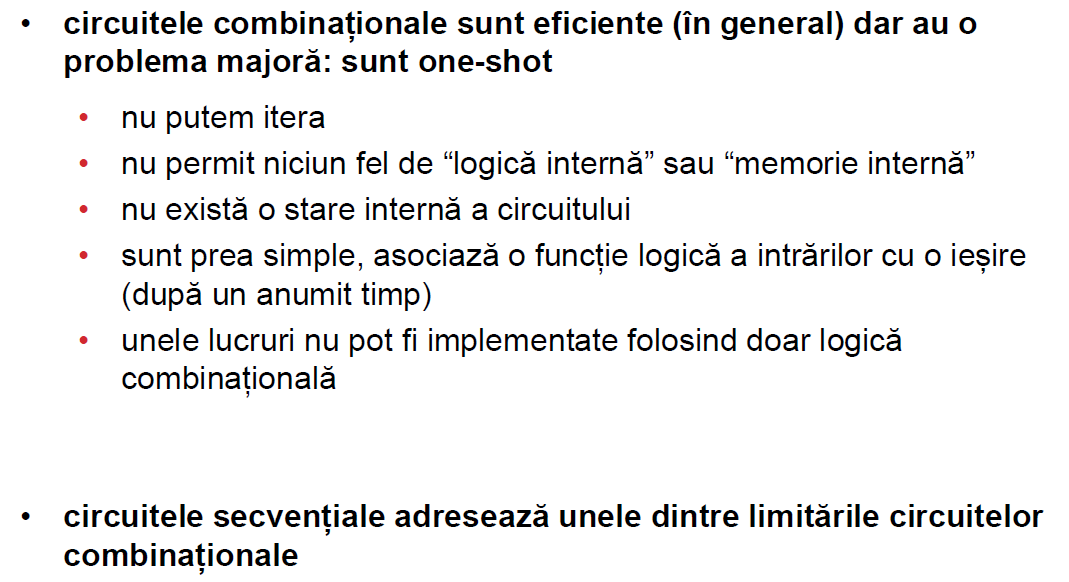 • circuitele combinaționale sunt eficiente (în general) dar au o
problema majoră: sunt one-shot
• nu putem itera
• nu permit niciun fel de “logică internă” sau “memorie internă”
• nu există o stare internă a circuitului
• sunt prea simple, asociază o funcție logică a intrărilor cu o ieșire
(după un anumit timp)
• unele lucruri nu pot fi implementate folosind doar logică
combinațională
• circuitele secvențiale adresează unele dintre limitările circuitelor
combinaționale